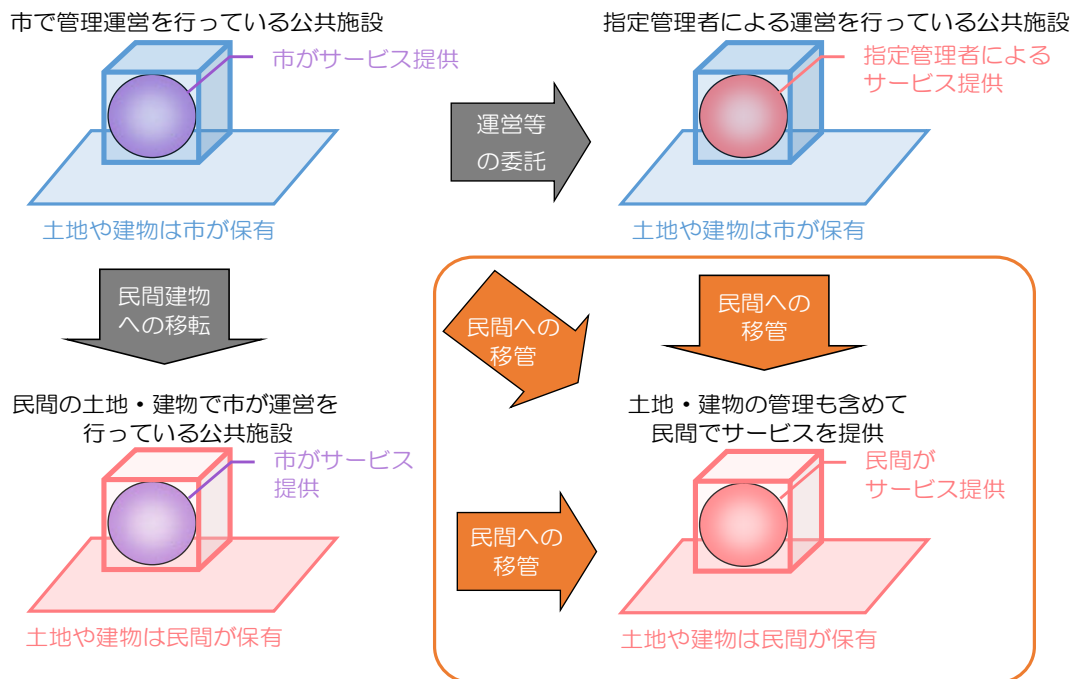 市で管理運営を行っている公共施設
市がサービス提供
土地や建物は市が保有
運営等
の委託
指定管理者による運営を行っている公共施設
指定管理者による
サービス提供
土地や建物は市が保有
民間建物
への移転
民間への
移管
民間への
移管
民間の土地・建物で市が運営を
行っている公共施設
市がサービス
提供
土地や建物は民間が保有
民間への
移管
土地・建物の管理も含めて
民間でサービスを提供
民間が
サービス提供
土地や建物は民間が保有